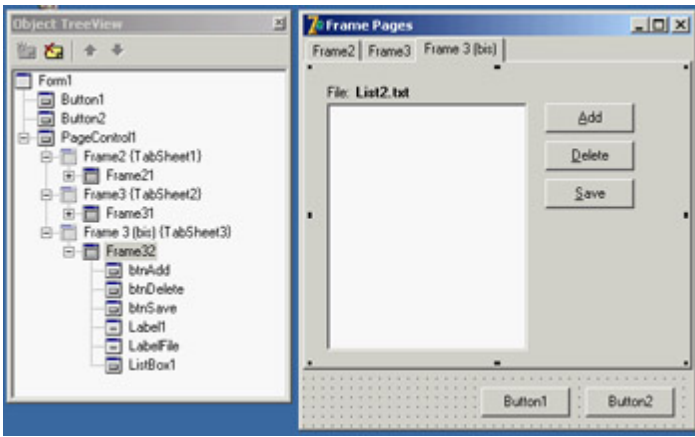 Object TreeView
Form1
Button1
Button2
PageControl1
Frame2 {TabSheet1}
Frame21
Frame3 {TabSheet2}
Frame31
Frame 3 (bis) {TabSheet3}
Frame32
btnAdd
btnDelete
btnSave
Label1
LabelFile
ListBox1
Frame Pages
Frame2 Frame3 Frame 3 (bis)
File: List2.txt
Add
Delete
Save
Button1 Button2